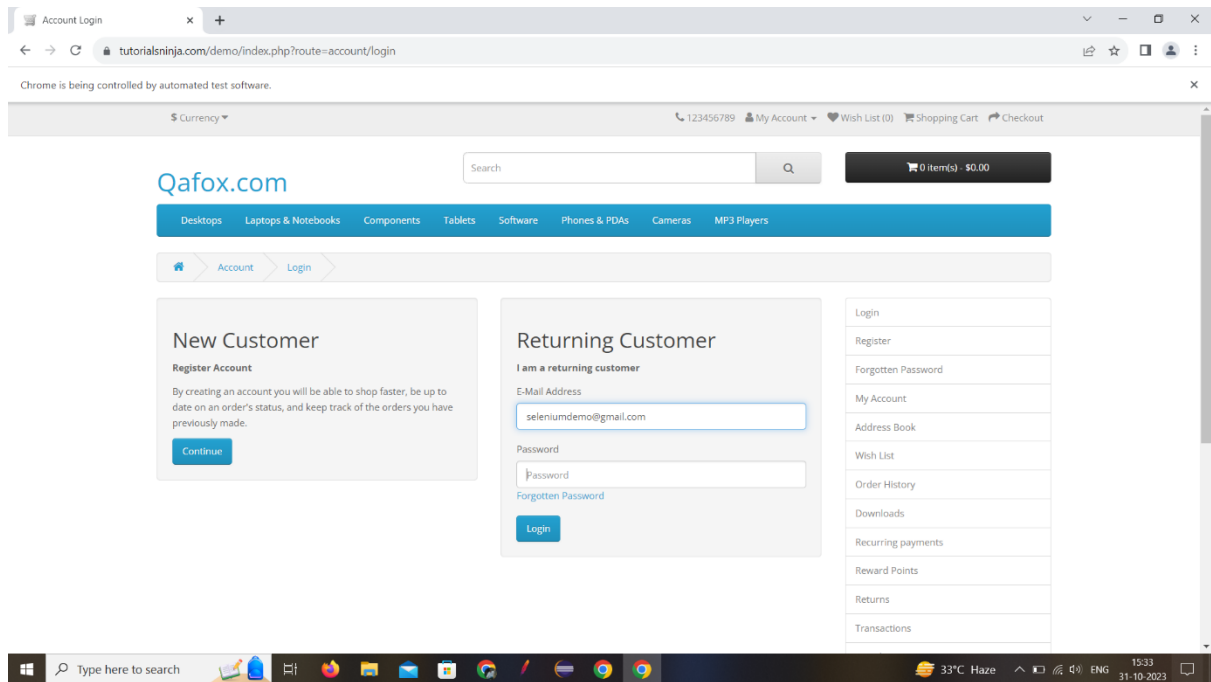 Account Login
tutorialsninja.com/demo/index.php?route=account/login
Chrome is being controlled by automated test software.
$ Currency
123456789 My Account Wish List (0) Shopping Cart Checkout
Qafox.com
Search
0 item(s) - $0.00
Desktops Laptops & Notebooks Components Tablets Software Phones & PDAs Cameras MP3 Players
Account Login
New Customer
Register Account
By creating an account you will be able to shop faster, be up to
date on an order's status, and keep track of the orders you have
previously made.
Continue
Returning Customer
I am a returning customer
E-Mail Address
seleniumdemo@gmail.com
Password
Password
Forgotten Password
Login
Login
Register
Forgotten Password
My Account
Address Book
Wish List
Order History
Downloads
Recurring payments
Reward Points
Returns
Transactions
Type here to search
33°C Haze
ENG
15:33
31-10-2023